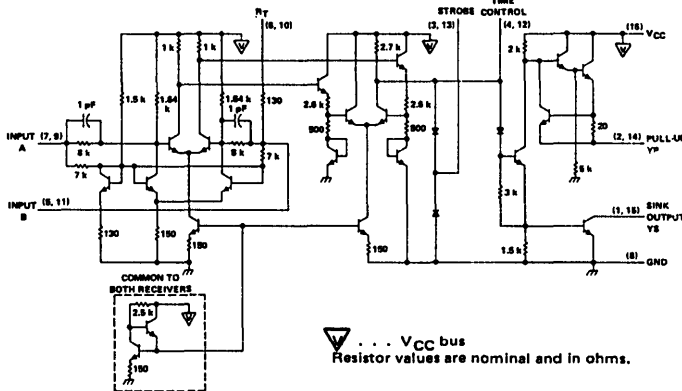 RT
(6, 10)
STROBE
(3, 13)
TIME
CONTROL
(4, 12)
(16)
VCC
1 k
1 k
V
2.7 k
V
2 k
V
1 pF
1.5 k
1.64 k
1.64 k
1 pF
130
2.6 k
2.6 k
900
900
20
INPUT
A
(7, 9)
8 k
8 k
7 k
7 k
(2, 14)
PULL-UP
YP
5 k
3 k
INPUT
B
(5, 11)
130
150
150
150
1.5 k
(1, 15)
SINK
OUTPUT
YS
(8)
GND
COMMON TO
BOTH RECEIVERS
2.5 k
V
150
V . . . VCC bus
Resistor values are nominal and in ohms.